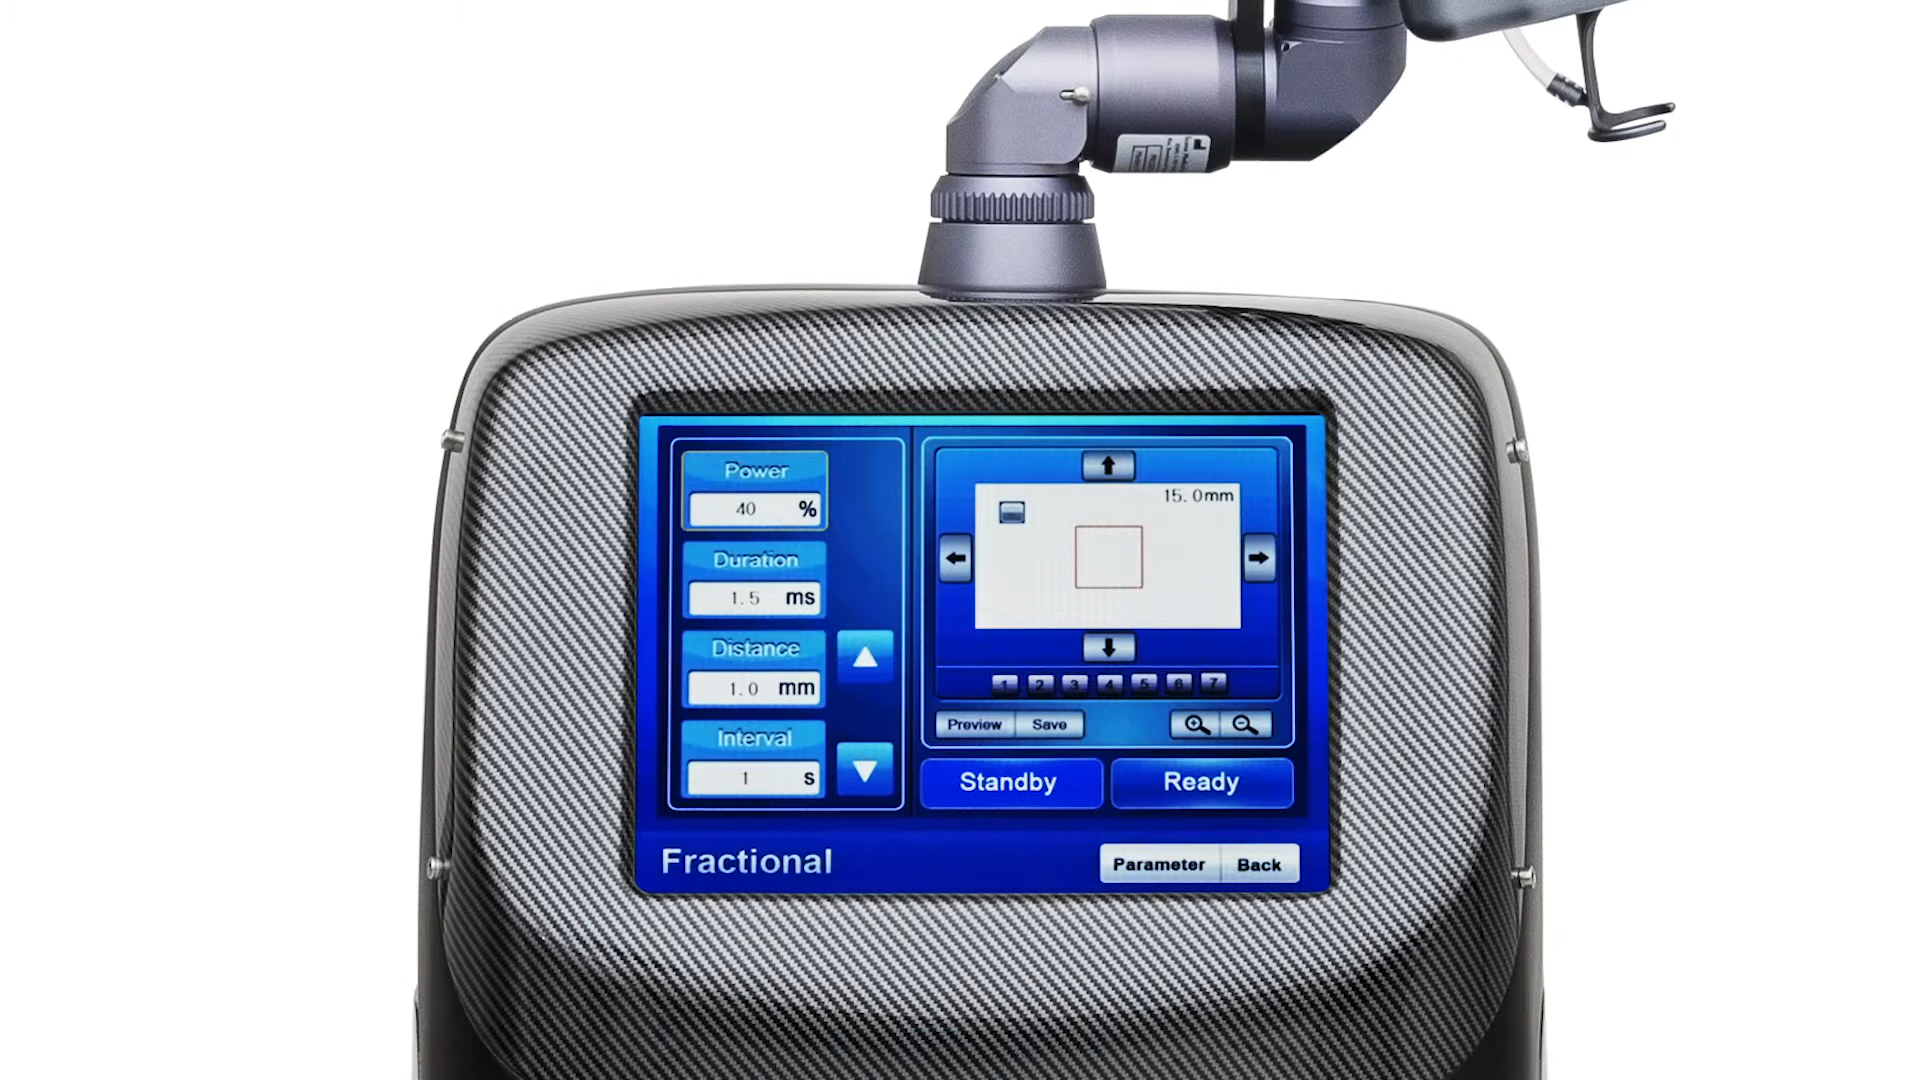 Power
40 %
Duration
1.5 ms
Distance
1.0 mm
Interval
1 s
15.0mm
1 2 3 4 5 6 7
Preview Save
Standby Ready
Fractional
Parameter Back